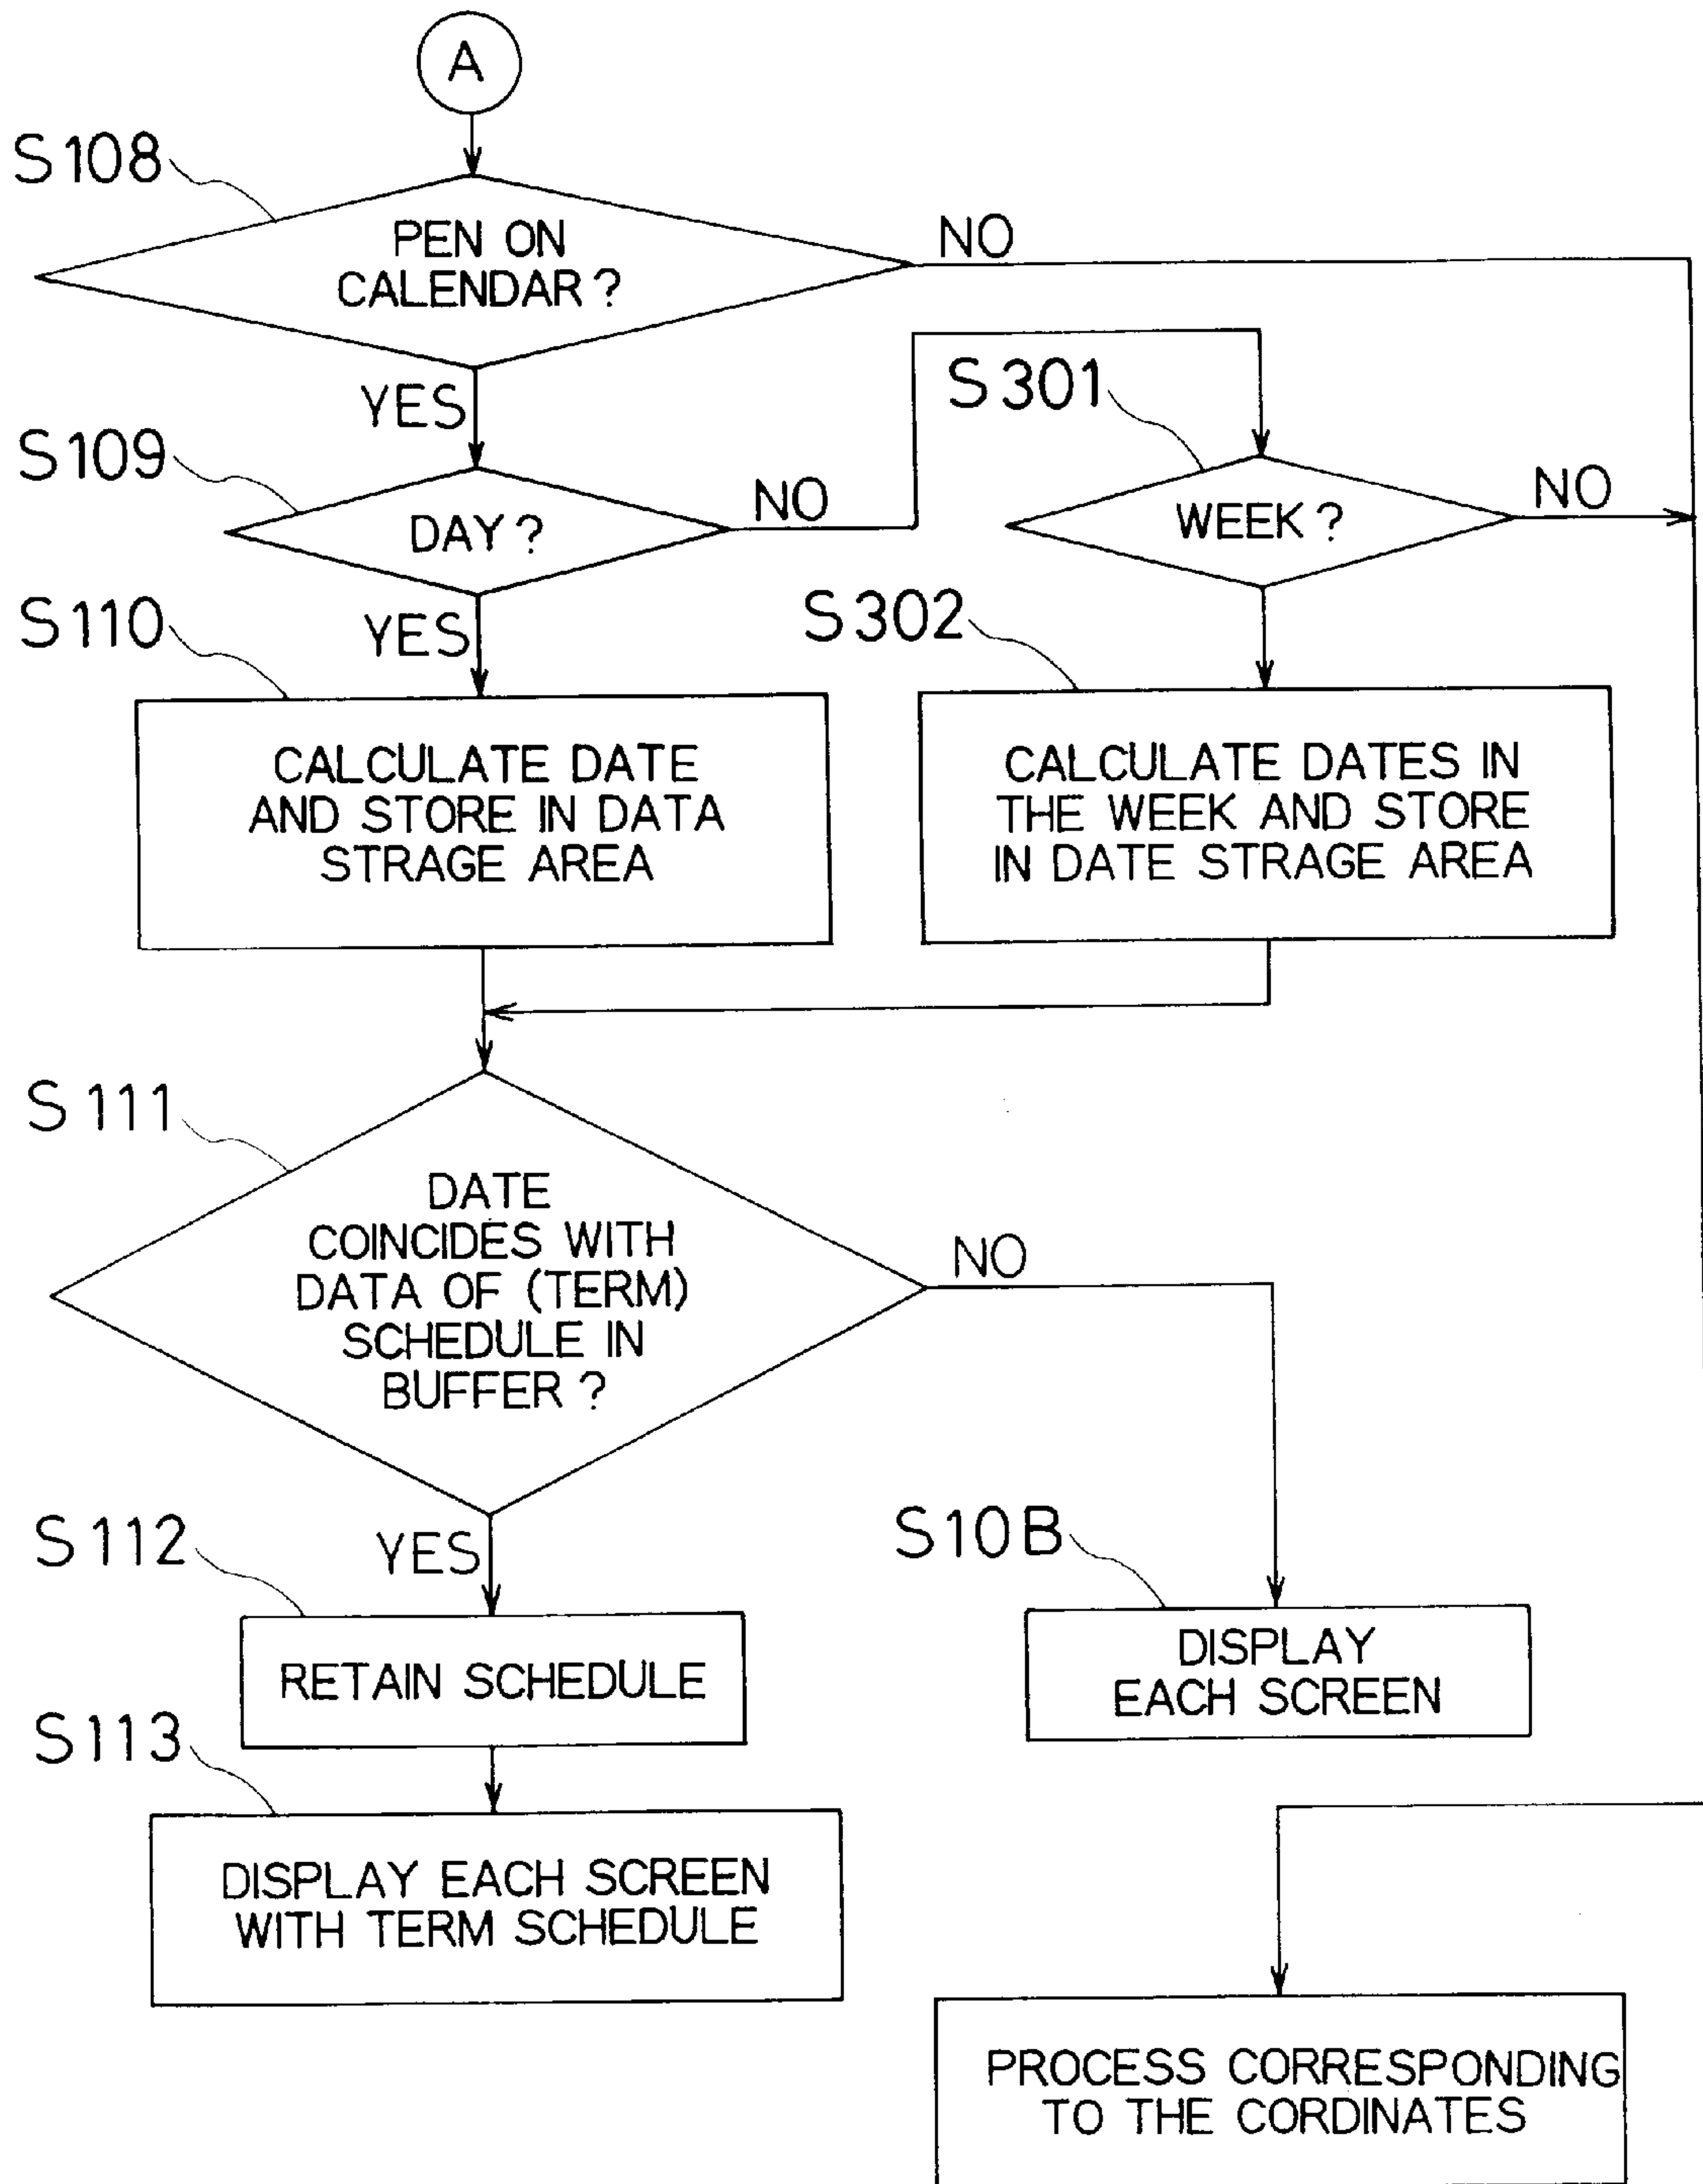 A
S108
PEN ON
CALENDAR?
NO
YES
S109
DAY?
NO
S301
WEEK?
NO
YES
S110
CALCULATE DATE
AND STORE IN DATA
STRAGE AREA
S302
CALCULATE DATES IN
THE WEEK AND STORE
IN DATE STRAGE AREA
S111
DATE
COINCIDES WITH
DATA OF (TERM)
SCHEDULE IN
BUFFER?
NO
YES
S112
RETAIN SCHEDULE
S10B
DISPLAY
EACH SCREEN
S113
DISPLAY EACH SCREEN
WITH TERM SCHEDULE
PROCESS CORRESPONDING
TO THE CORDINATES